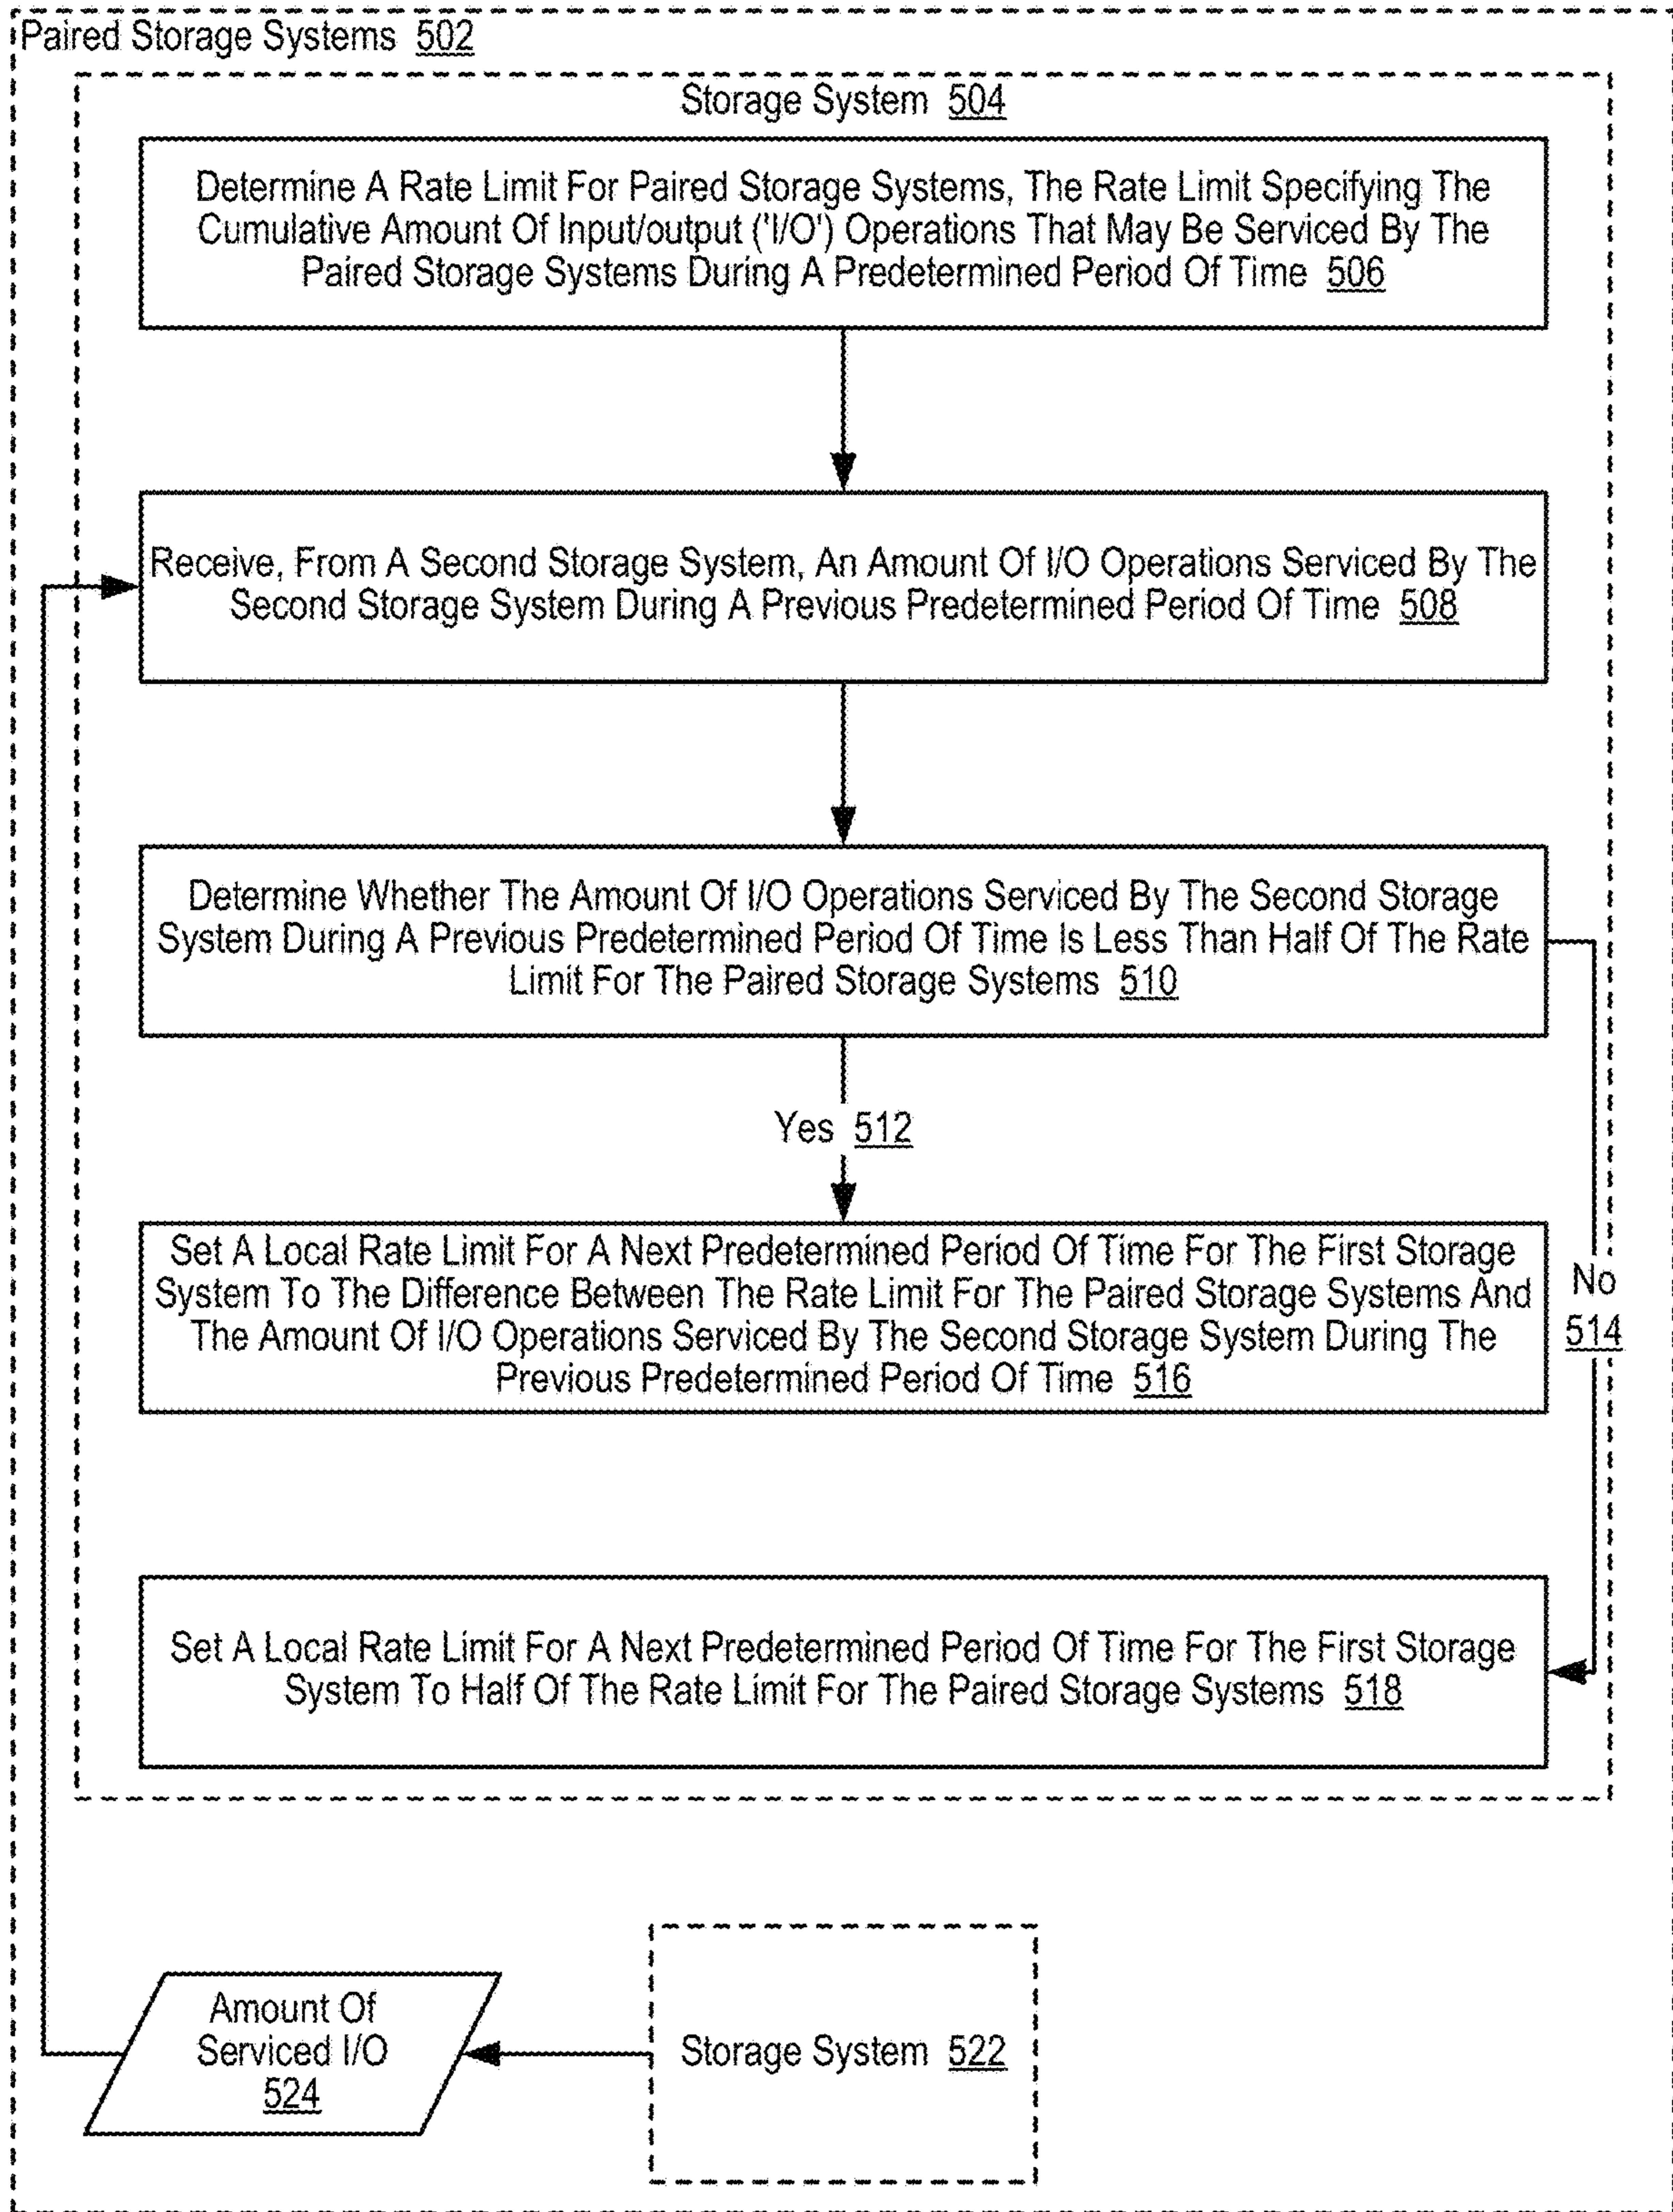 Paired Storage Systems 502
Storage System 504
Determine A Rate Limit For Paired Storage Systems, The Rate Limit Specifying The
Cumulative Amount Of Input/output ('I/O') Operations That May Be Serviced By The
Paired Storage Systems During A Predetermined Period Of Time 506
Receive, From A Second Storage System, An Amount Of I/O Operations Serviced By The
Second Storage System During A Previous Predetermined Period Of Time 508
Determine Whether The Amount Of I/O Operations Serviced By The Second Storage
System During A Previous Predetermined Period Of Time Is Less Than Half Of The Rate
Limit For The Paired Storage Systems 510
Yes 512
Set A Local Rate Limit For A Next Predetermined Period Of Time For The First Storage
System To The Difference Between The Rate Limit For The Paired Storage Systems And
The Amount Of I/O Operations Serviced By The Second Storage System During The
Previous Predetermined Period Of Time 516
No
514
Set A Local Rate Limit For A Next Predetermined Period Of Time For The First Storage
System To Half Of The Rate Limit For The Paired Storage Systems 518
Amount Of
Serviced I/O
524
Storage System 522